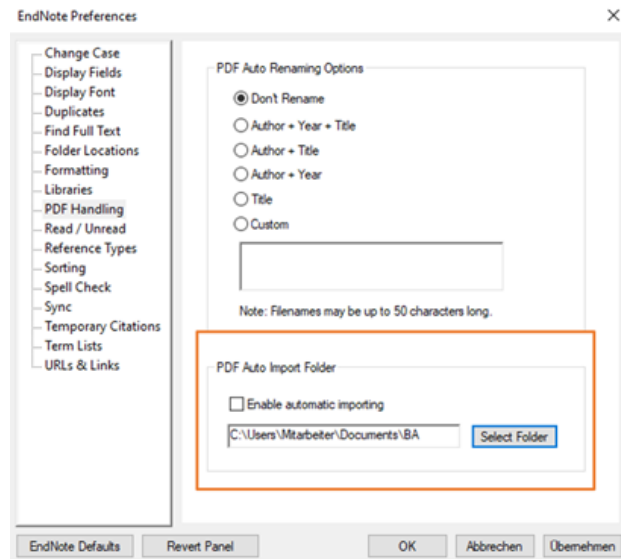 EndNote Preferences
Change Case
Display Fields
Display Font
Duplicates
Find Full Text
Folder Locations
Formatting
Libraries
PDF Handling
Read / Unread
Reference Types
Sorting
Spell Check
Sync
Temporary Citations
Term Lists
URLs & Links
PDF Auto Renaming Options
Don't Rename
Author + Year + Title
Author + Title
Author + Year
Title
Custom
Note: Filenames may be up to 50 characters long.
PDF Auto Import Folder
Enable automatic importing
C:\Users\Mitarbeiter\Documents\BA
Select Folder
EndNote Defaults
Revert Panel
OK
Abbrechen
Übernehmen